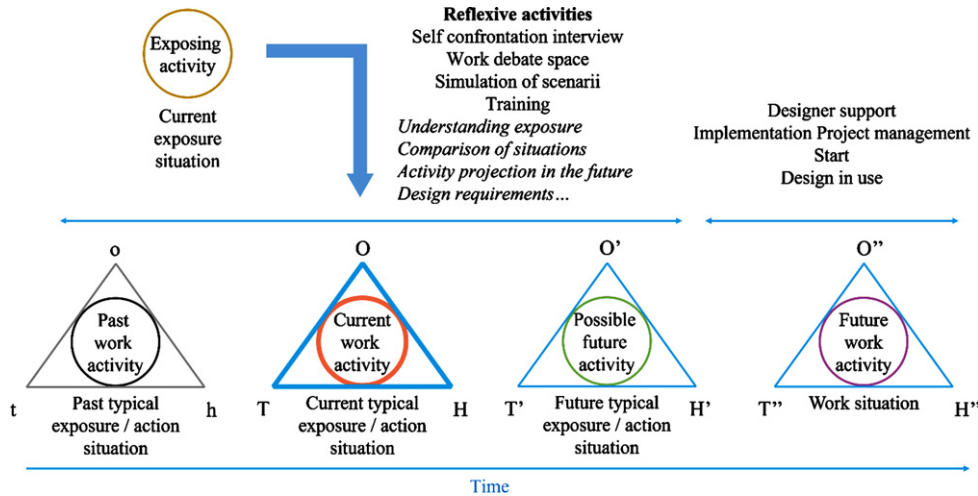 Exposing
activity
Current
exposure
situation
Reflexive activities
Self confrontation interview
Work debate space
Simulation of scenarii
Training
Understanding exposure
Comparison of situations
Activity projection in the future
Design requirements…
Designer support
Implementation Project management
Start
Design in use
o
Past
work
activity
t
h
Past typical
exposure / action
situation
O
Current
work
activity
T
H
Current typical
exposure / action
situation
O’
Possible
future
activity
T’
H’
Future typical
exposure / action
situation
O’’
Future
work
activity
T’’
H’’
Work situation
Time